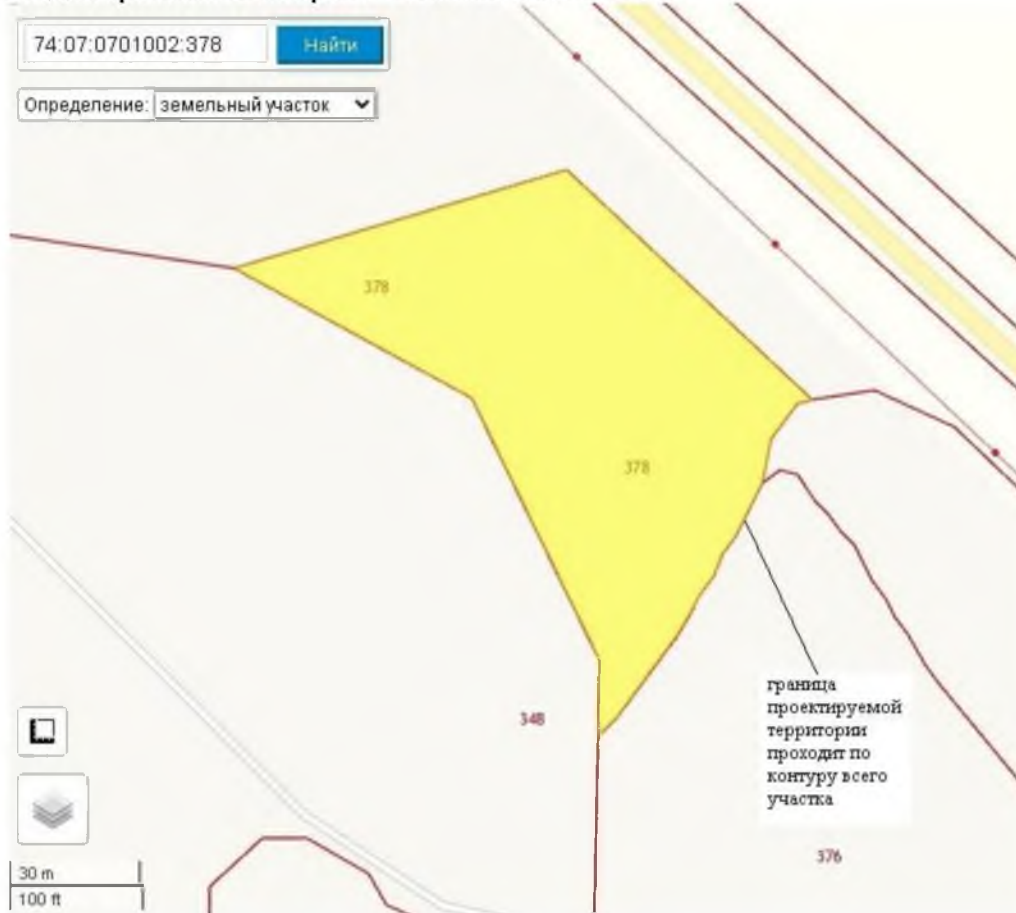 74:07:0701002:378 Найти
Определение: земельный участок
378
378
граница
проектируемой
территории
проходит по
контуру всего
участка
348
376
30 m
100 ft